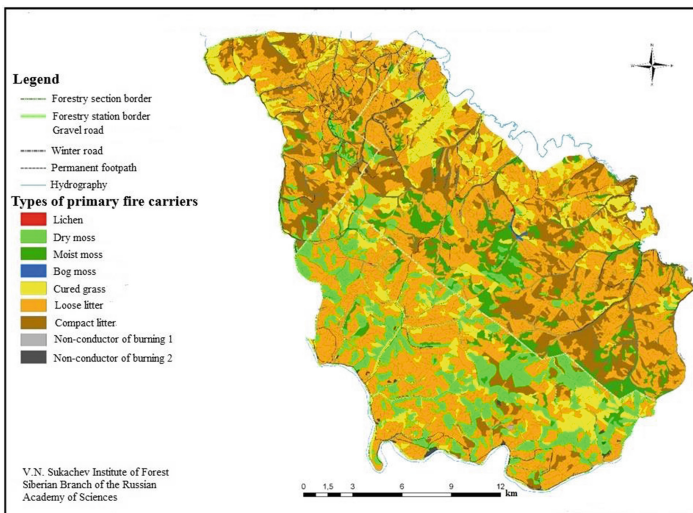 Legend
Forestry section border
Forestry station border
Gravel road
Winter road
Permanent footpath
Hydrography
Types of primary fire carriers
Lichen
Dry moss
Moist moss
Bog moss
Cured grass
Loose litter
Compact litter
Non-conductor of burning 1
Non-conductor of burning 2
V.N. Sukachev Institute of Forest
Siberian Branch of the Russian
Academy of Sciences
0 1,5 3 6 9 12
km